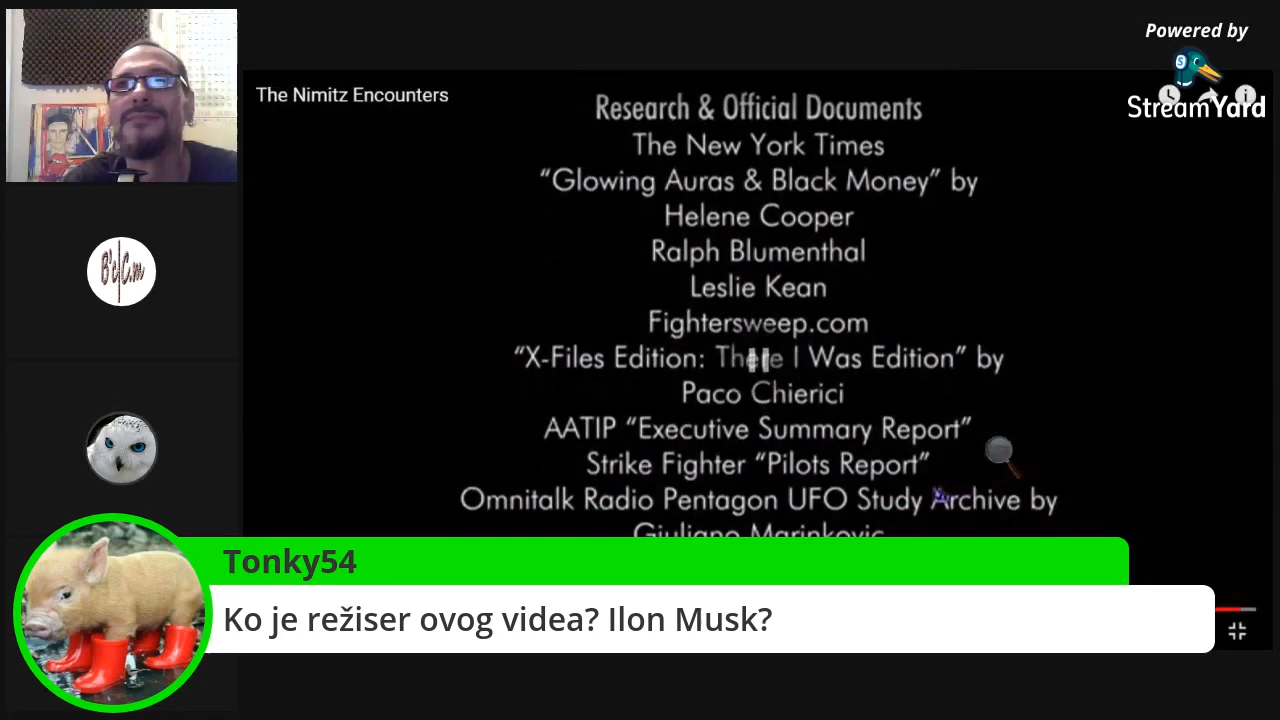 Powered by
StreamYard
The Nimitz Encounters
Research & Official Documents
The New York Times
“Glowing Auras & Black Money” by
Helene Cooper
Ralph Blumenthal
Leslie Kean
Fightersweep.com
“X-Files Edition: There I Was Edition” by
Paco Chierici
AATIP “Executive Summary Report”
Strike Fighter “Pilots Report”
Omnitalk Radio Pentagon UFO Study Archive by
Giuliano Marinkovic
Tonky54
Ko je režiser ovog videa? Ilon Musk?